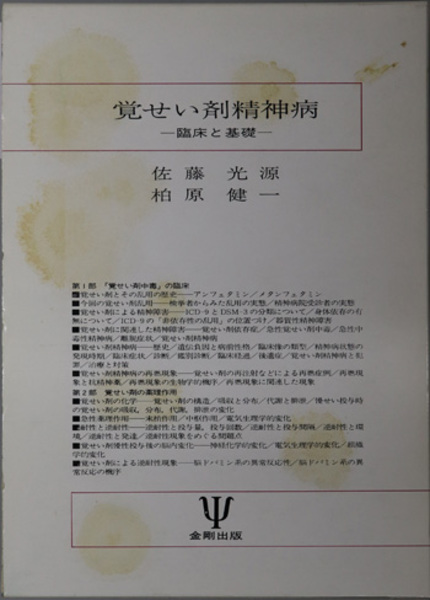 覚せい剤精神病
―臨床と基礎―
佐藤光源
柏原健一
第1部 「覚せい剤中毒」の臨床
■覚せい剤とその乱用の歴史――アンフェタミン／メタンフェタミン
■今回の覚せい剤乱用――検挙者からみた乱用の実態／精神病院受診者の実態
■覚せい剤による精神障害――ICD-9とDSM-3の分類について／身体依存の有
無について／ICD-9の「非依存性の乱用」の位置づけ／器質性精神障害
■覚せい剤に関連した精神障害――覚せい剤依存症／急性覚せい剤中毒／急性中
毒性精神病／離脱症状／覚せい剤精神病
■覚せい剤精神病――歴史／遺伝負因と病前性格／臨床像の類型／精神病状態の
発現時期／臨床症状／診断／鑑別診断／臨床経過／後遺症／覚せい剤精神病と犯
罪／治療と対策
■覚せい剤精神病の再燃現象――覚せい剤の再注射などによる再燃症例／再燃現
象と抗精神薬／再燃現象の生物学的機序／再燃現象に関連した現象
第2部 覚せい剤の薬理作用
■覚せい剤の化学――覚せい剤の構造／吸収と分布／代謝と排泄／慢せい投与時
の覚せい剤の吸収，分布，代謝，排泄の変化
■急性薬理作用――末梢作用／中枢作用／電気生理学的変化
■耐性と逆耐性――逆耐性と投与量，投与回数／逆耐性と投与間隔／逆耐性と環
境／逆耐性と発達／逆耐性現象をめぐる問題点
■覚せい剤慢性投与後の脳内変化――神経化学的変化／電気生理学的変化／組織
学的変化
■覚せい剤による逆耐性現象――脳ドパミン系の異常反応性／脳ドパミン系の異
常反応の機序
金剛出版